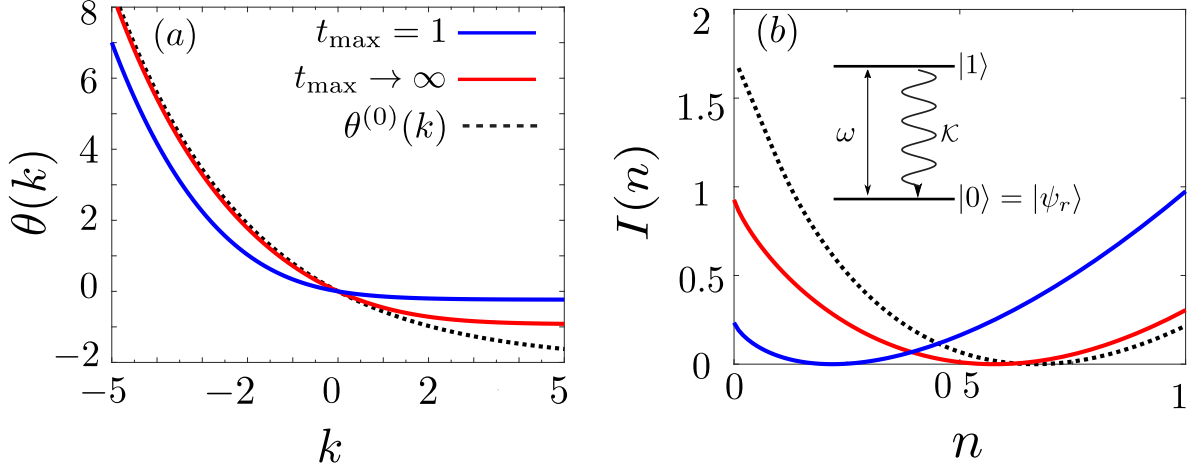 (a)
t_max = 1
t_max → ∞
θ^(0)(k)
θ(k)
8
6
4
2
0
−2
−5
−2
0
2
5
k
(b)
I(n)
2
1.5
1
0.5
0
|1⟩
ω
𝒦
|0⟩ = |ψ_r⟩
0
0 5
1
n